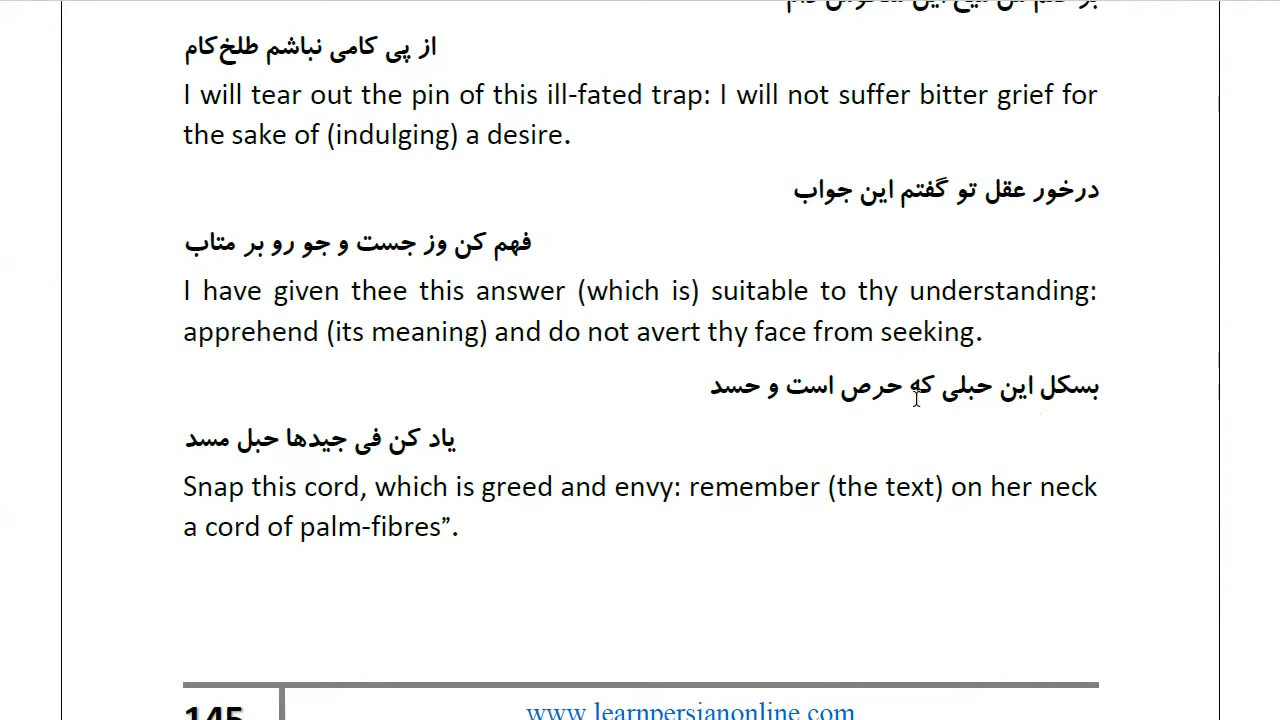 از پی کامی نباشم طلخ‌کام
I will tear out the pin of this ill-fated trap: I will not suffer bitter grief for
the sake of (indulging) a desire.
درخور عقل تو گفتم این جواب
فهم کن وز جست و جو رو بر متاب
I have given thee this answer (which is) suitable to thy understanding:
apprehend (its meaning) and do not avert thy face from seeking.
بسکل این حبلی که حرص است و حسد
یاد کن فی جیدها حبل مسد
Snap this cord, which is greed and envy: remember (the text) on her neck
a cord of palm-fibres”.
145
www.learnpersianonline.com